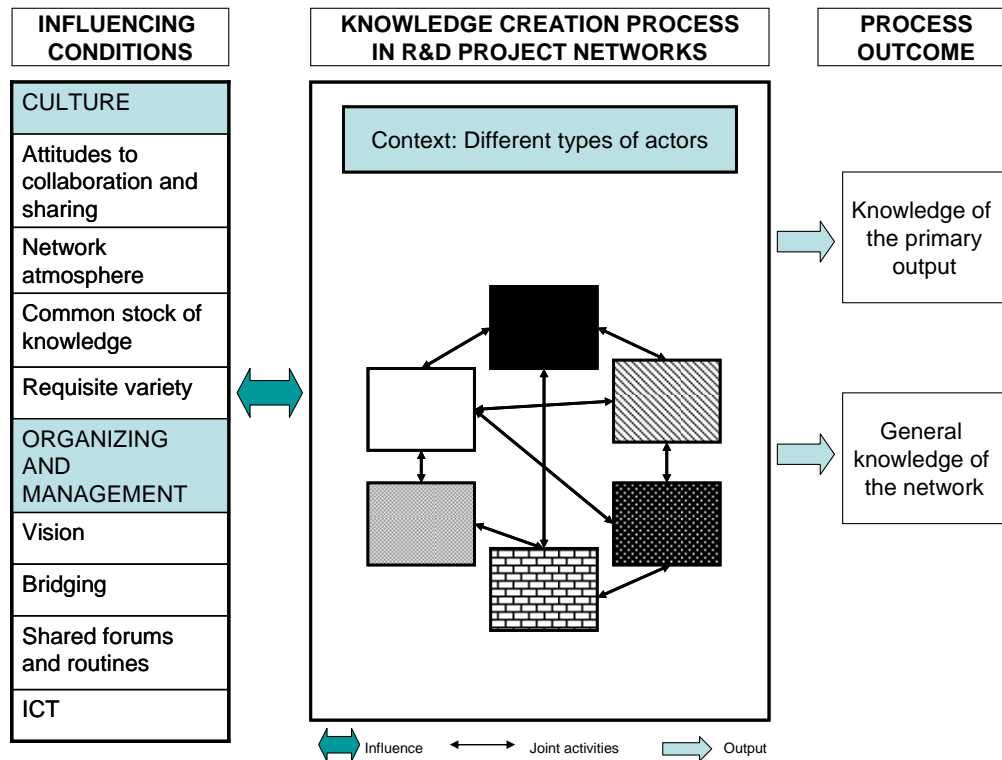 INFLUENCING
CONDITIONS
KNOWLEDGE CREATION PROCESS
IN R&D PROJECT NETWORKS
PROCESS
OUTCOME
CULTURE
Attitudes to
collaboration and
sharing
Network
atmosphere
Common stock of
knowledge
Requisite variety
ORGANIZING
AND
MANAGEMENT
Vision
Bridging
Shared forums
and routines
ICT
Context: Different types of actors
Knowledge of
the primary
output
General
knowledge of
the network
Influence
Joint activities
Output